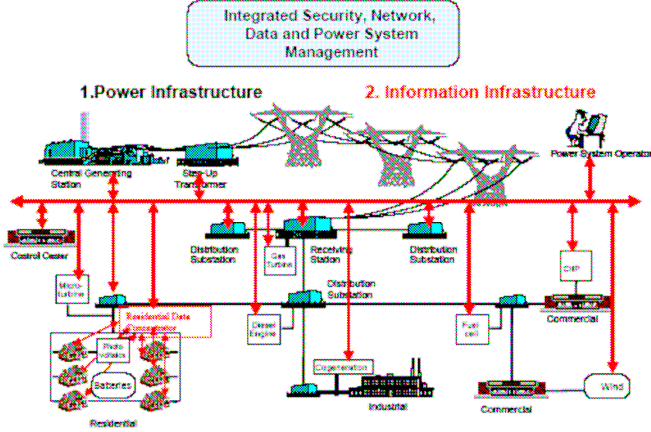 Integrated Security, Network,
Data and Power System
Management
1.Power Infrastructure
2. Information Infrastructure
Central Generating
Station
Step-Up
Transformer
Power System Operator
Control Center
Distribution
Substation
Gas
Turbine
Receiving
Station
Distribution
Substation
Micro-
turbine
Distribution
Substation
CHP
Commercial
Residential Data
Concentrator
Diesel
Engine
Fuel
cell
Photo
voltaics
Batteries
Cogeneration
Residential
Industrial
Commercial
Wind